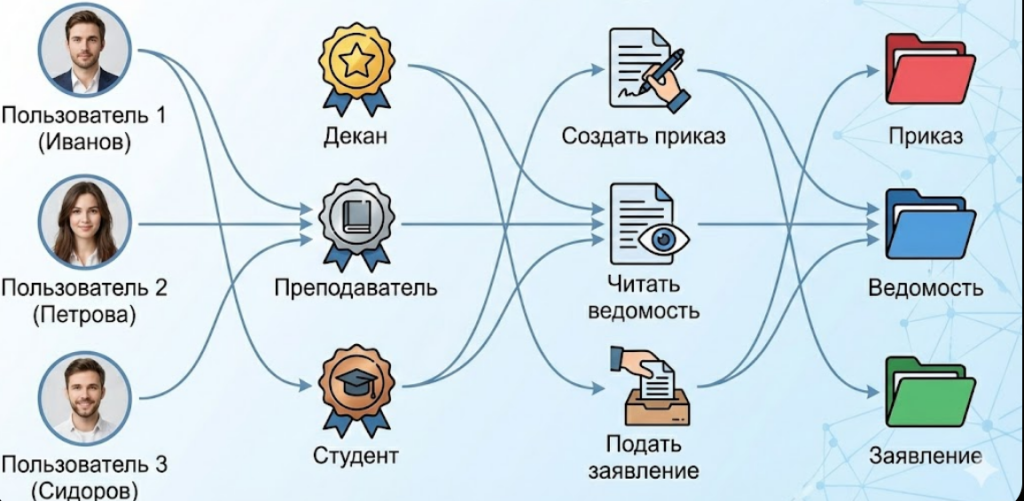 Пользователь 1
(Иванов)
Декан
Создать приказ
Приказ
Пользователь 2
(Петрова)
Преподаватель
Читать
ведомость
Ведомость
Пользователь 3
(Сидоров)
Студент
Подать
заявление
Заявление